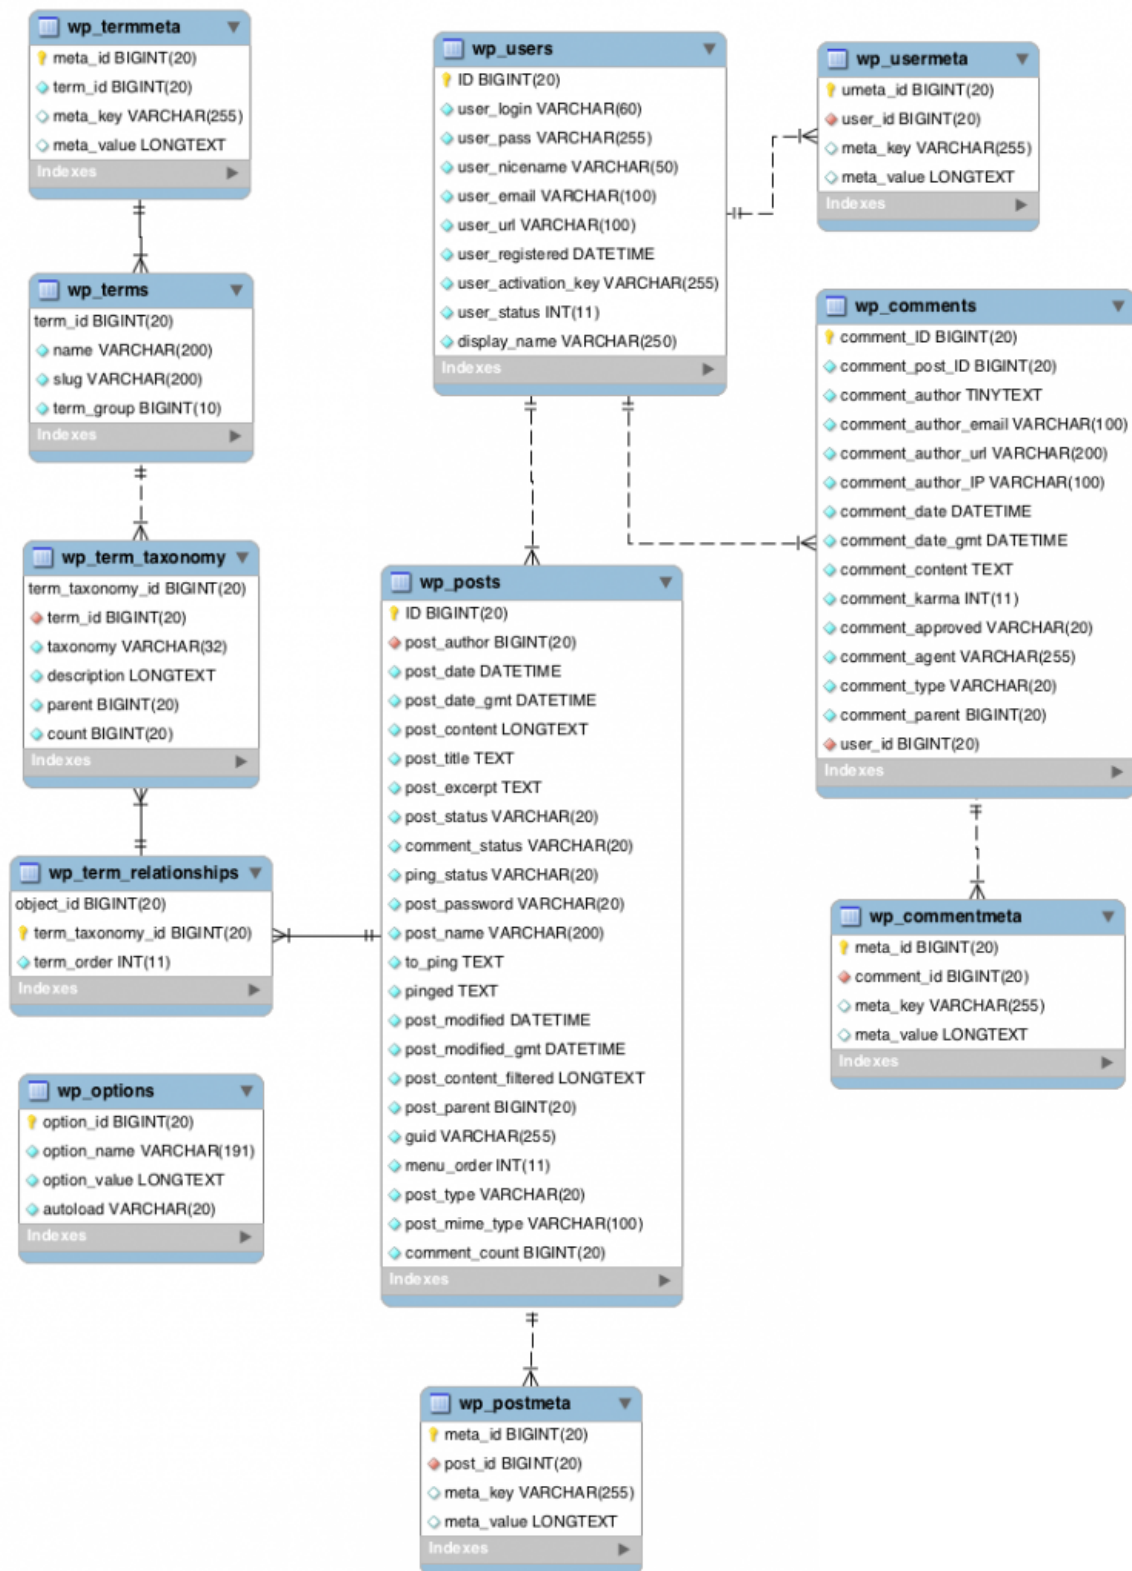 wp_termmeta
meta_id BIGINT(20)
term_id BIGINT(20)
meta_key VARCHAR(255)
meta_value LONGTEXT
Indexes
wp_terms
term_id BIGINT(20)
name VARCHAR(200)
slug VARCHAR(200)
term_group BIGINT(10)
Indexes
wp_term_taxonomy
term_taxonomy_id BIGINT(20)
term_id BIGINT(20)
taxonomy VARCHAR(32)
description LONGTEXT
parent BIGINT(20)
count BIGINT(20)
Indexes
wp_term_relationships
object_id BIGINT(20)
term_taxonomy_id BIGINT(20)
term_order INT(11)
Indexes
wp_options
option_id BIGINT(20)
option_name VARCHAR(191)
option_value LONGTEXT
autoload VARCHAR(20)
Indexes
wp_users
ID BIGINT(20)
user_login VARCHAR(60)
user_pass VARCHAR(255)
user_nicename VARCHAR(50)
user_email VARCHAR(100)
user_url VARCHAR(100)
user_registered DATETIME
user_activation_key VARCHAR(255)
user_status INT(11)
display_name VARCHAR(250)
Indexes
wp_posts
ID BIGINT(20)
post_author BIGINT(20)
post_date DATETIME
post_date_gmt DATETIME
post_content LONGTEXT
post_title TEXT
post_excerpt TEXT
post_status VARCHAR(20)
comment_status VARCHAR(20)
ping_status VARCHAR(20)
post_password VARCHAR(20)
post_name VARCHAR(200)
to_ping TEXT
pinged TEXT
post_modified DATETIME
post_modified_gmt DATETIME
post_content_filtered LONGTEXT
post_parent BIGINT(20)
guid VARCHAR(255)
menu_order INT(11)
post_type VARCHAR(20)
post_mime_type VARCHAR(100)
comment_count BIGINT(20)
Indexes
wp_postmeta
meta_id BIGINT(20)
post_id BIGINT(20)
meta_key VARCHAR(255)
meta_value LONGTEXT
Indexes
wp_usermeta
umeta_id BIGINT(20)
user_id BIGINT(20)
meta_key VARCHAR(255)
meta_value LONGTEXT
Indexes
wp_comments
comment_ID BIGINT(20)
comment_post_ID BIGINT(20)
comment_author TINYTEXT
comment_author_email VARCHAR(100)
comment_author_url VARCHAR(200)
comment_author_IP VARCHAR(100)
comment_date DATETIME
comment_date_gmt DATETIME
comment_content TEXT
comment_karma INT(11)
comment_approved VARCHAR(20)
comment_agent VARCHAR(255)
comment_type VARCHAR(20)
comment_parent BIGINT(20)
user_id BIGINT(20)
Indexes
wp_commentmeta
meta_id BIGINT(20)
comment_id BIGINT(20)
meta_key VARCHAR(255)
meta_value LONGTEXT
Indexes